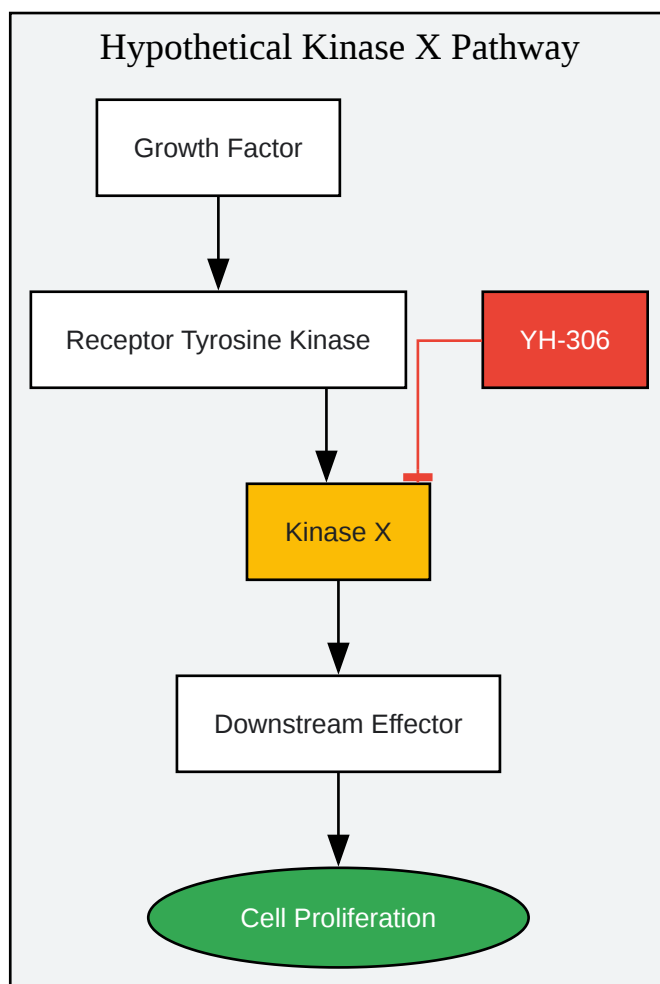 Hypothetical Kinase X Pathway
Growth Factor
Receptor Tyrosine Kinase
YH-306
Kinase X
Downstream Effector
Cell Proliferation